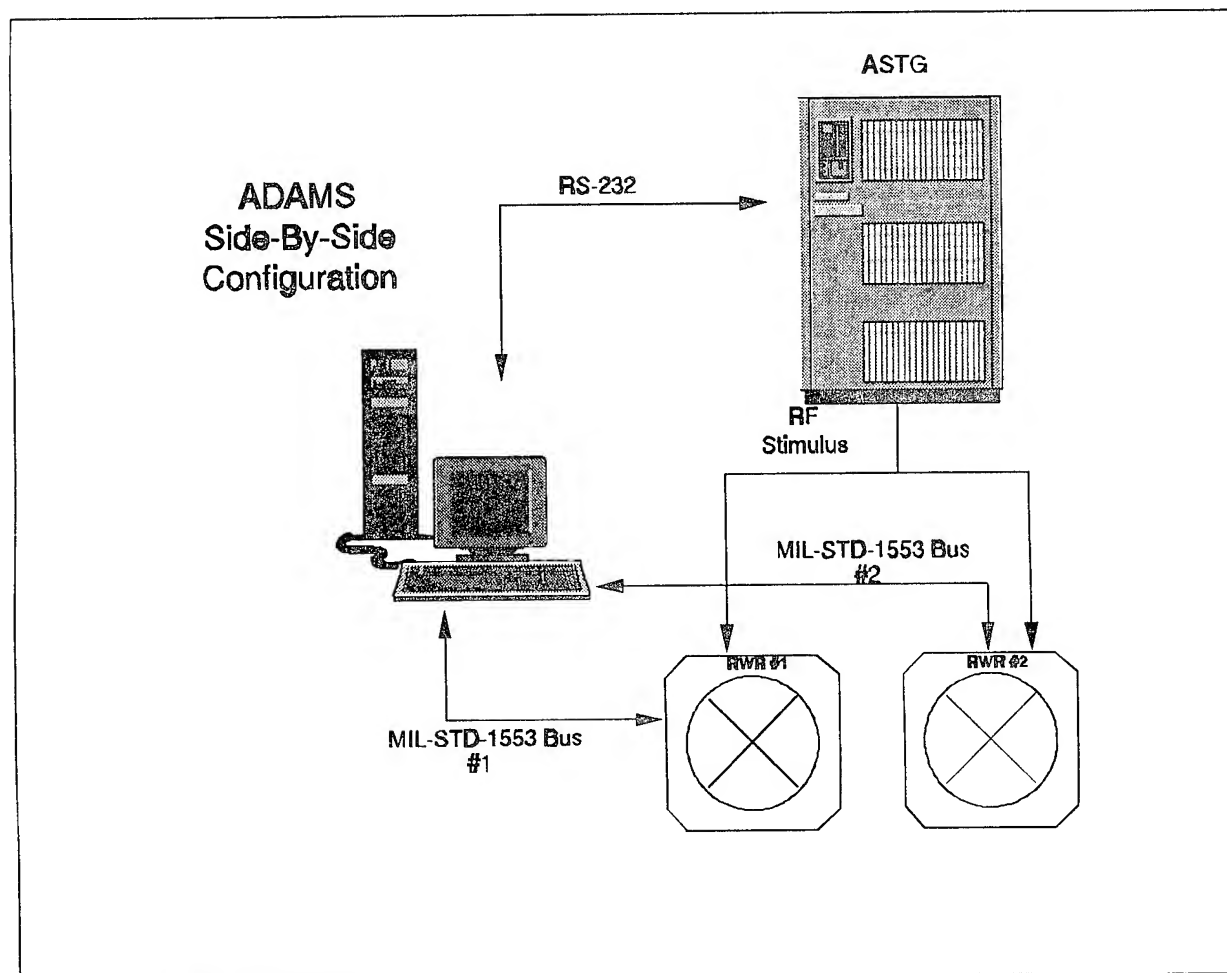 ASTG
RS-232
ADAMS
Side-By-Side
Configuration
RF
Stimulus
MIL-STD-1553 Bus
#2
RWR #1
RWR #2
MIL-STD-1553 Bus
#1